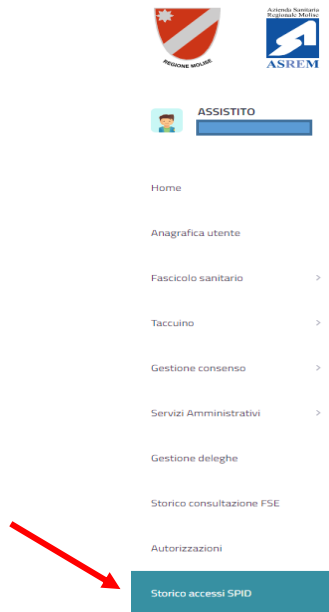 REGIONE MOLISE
Azienda Sanitaria
Regionale Molise
ASREM
ASSISTITO
Home
Anagrafica utente
Fascicolo sanitario >
Taccuino >
Gestione consenso >
Servizi Amministrativi >
Gestione deleghe
Storico consultazione FSE
Autorizzazioni
Storico accessi SPID